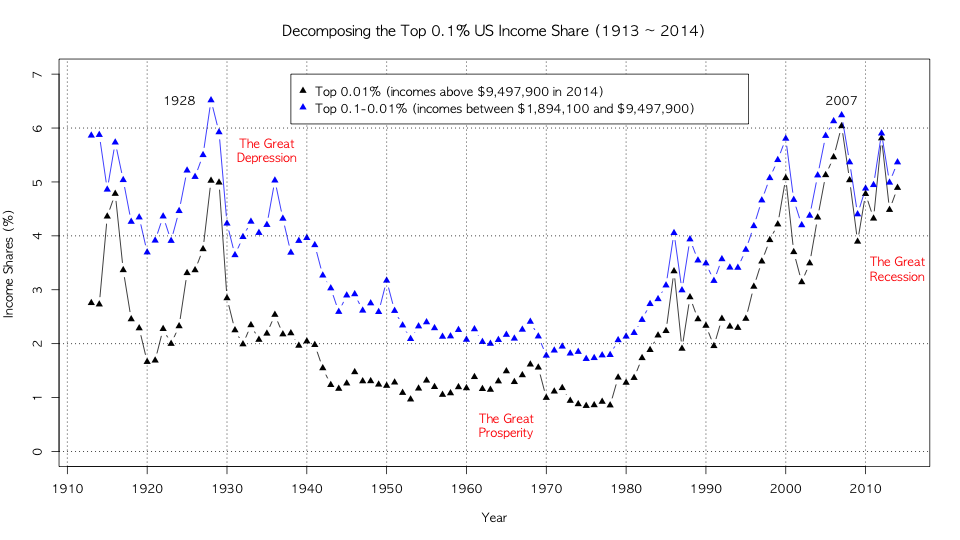 Decomposing the Top 0.1% US Income Share (1913 ~ 2014)
Top 0.01% (incomes above $9,497,900 in 2014)
Top 0.1-0.01% (incomes between $1,894,100 and $9,497,900)
1928
2007
The Great
Depression
The Great
Recession
The Great
Prosperity
Income Shares (%)
7
6
5
4
3
2
1
0
1910 1920 1930 1940 1950 1960 1970 1980 1990 2000 2010
Year